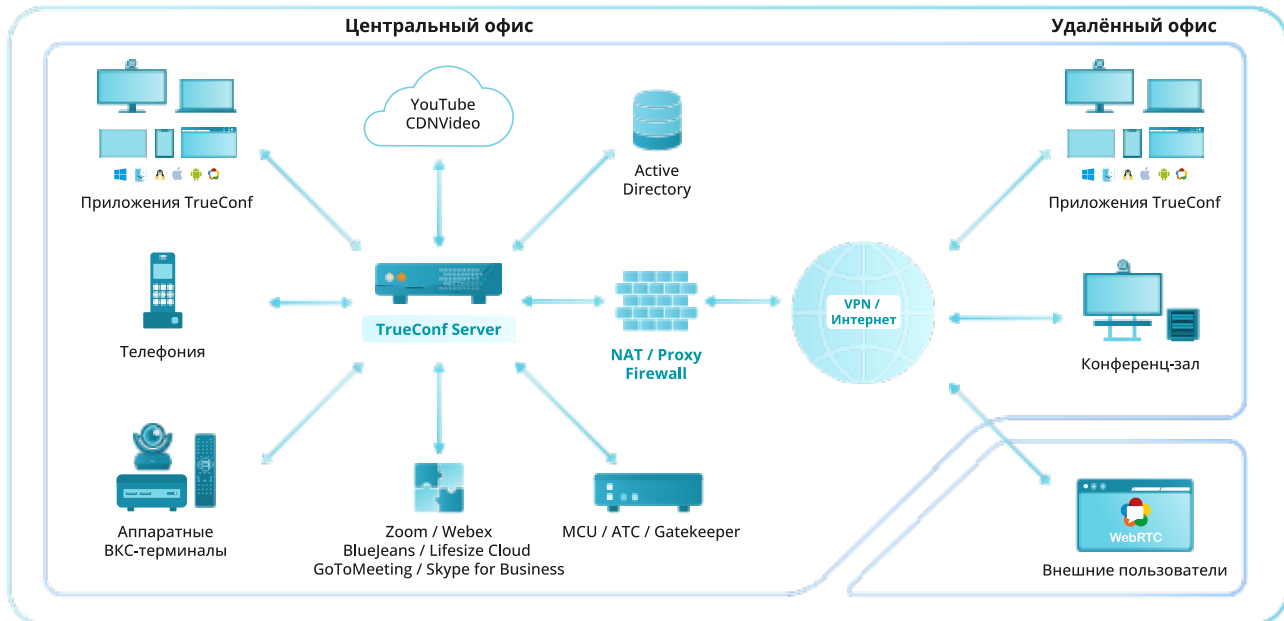 Центральный офис
Удалённый офис
YouTube
CDNVideo
Active
Directory
Приложения TrueConf
Приложения TrueConf
TrueConf Server
VPN /
Интернет
Телефония
NAT / Proxy
Firewall
Конференц-зал
Аппаратные
ВКС-терминалы
Zoom / Webex
BlueJeans / Lifesize Cloud
GoToMeeting / Skype for Business
MCU / АТС / Gatekeeper
WebRTC
Внешние пользователи